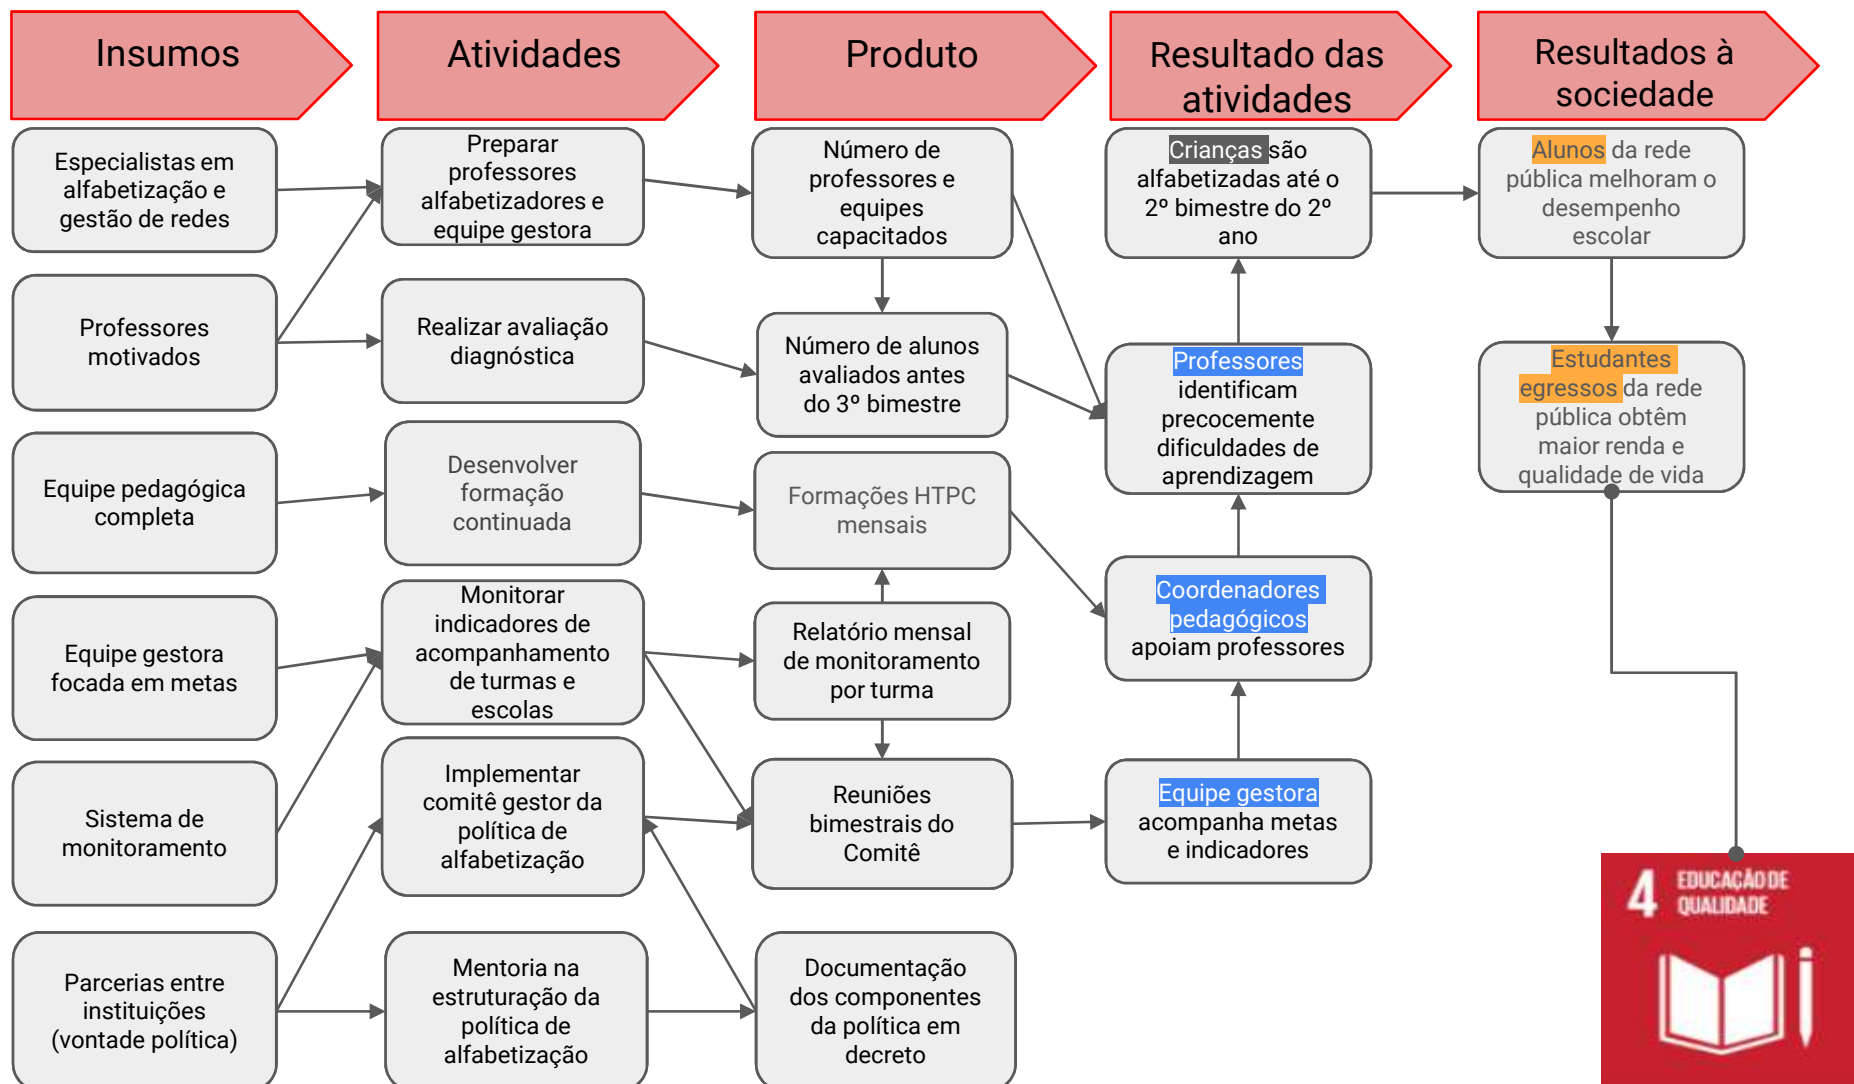 Insumos
Atividades
Produto
Resultado das
atividades
Resultados à
sociedade
Especialistas em
alfabetização e
gestão de redes
Professores
motivados
Equipe pedagógica
completa
Equipe gestora
focada em metas
Sistema de
monitoramento
Parcerias entre
instituições
(vontade política)
Preparar
professores
alfabetizadores e
equipe gestora
Realizar avaliação
diagnóstica
Desenvolver
formação
continuada
Monitorar
indicadores de
acompanhamento
de turmas e
escolas
Implementar
comitê gestor da
política de
alfabetização
Mentoria na
estruturação da
política de
alfabetização
Número de
professores e
equipes
capacitados
Número de alunos
avaliados antes
do 3º bimestre
Formações HTPC
mensais
Relatório mensal
de monitoramento
por turma
Reuniões
bimestrais do
Comitê
Documentação
dos componentes
da política em
decreto
Crianças são
alfabetizadas até o
2º bimestre do 2º
ano
Professores
identificam
precocemente
dificuldades de
aprendizagem
Coordenadores
pedagógicos
apoiam professores
Equipe gestora
acompanha metas
e indicadores
Alunos da rede
pública melhoram o
desempenho
escolar
Estudantes
egressos da rede
pública obtêm
maior renda e
qualidade de vida
4 EDUCAÇÃO DE
QUALIDADE